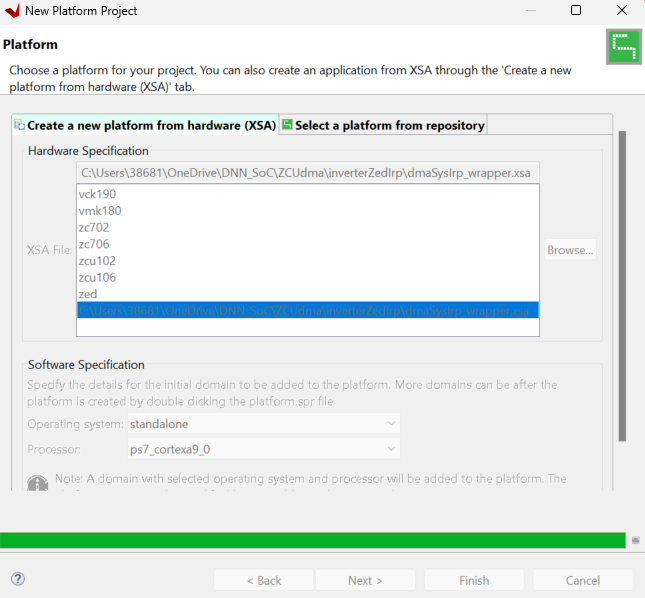 New Platform Project
Platform
Choose a platform for your project. You can also create an application from XSA through the 'Create a new
platform from hardware (XSA)' tab.
Create a new platform from hardware (XSA) Select a platform from repository
Hardware Specification
C:\Users\38681\OneDrive\DNN_SoC\ZCUdma\inverterZedIrp\dmaSysIrp_wrapper.xsa
vck190
vmk180
zc702
zc706
XSA File: Browse...
zcu102
zcu106
zed
C:\Users\38681\OneDrive\DNN_SoC\ZCUdma\inverterZedIrp\dmaSysIrp_wrapper.xsa
Software Specification
Specify the details for the initial domain to be added to the platform. More domains can be after the
platform is created by double clicking the platform.spr file
Operating system: standalone
Processor: ps7_cortexa9_0
Note: A domain with selected operating system and processor will be added to the platform. The
< Back Next > Finish Cancel